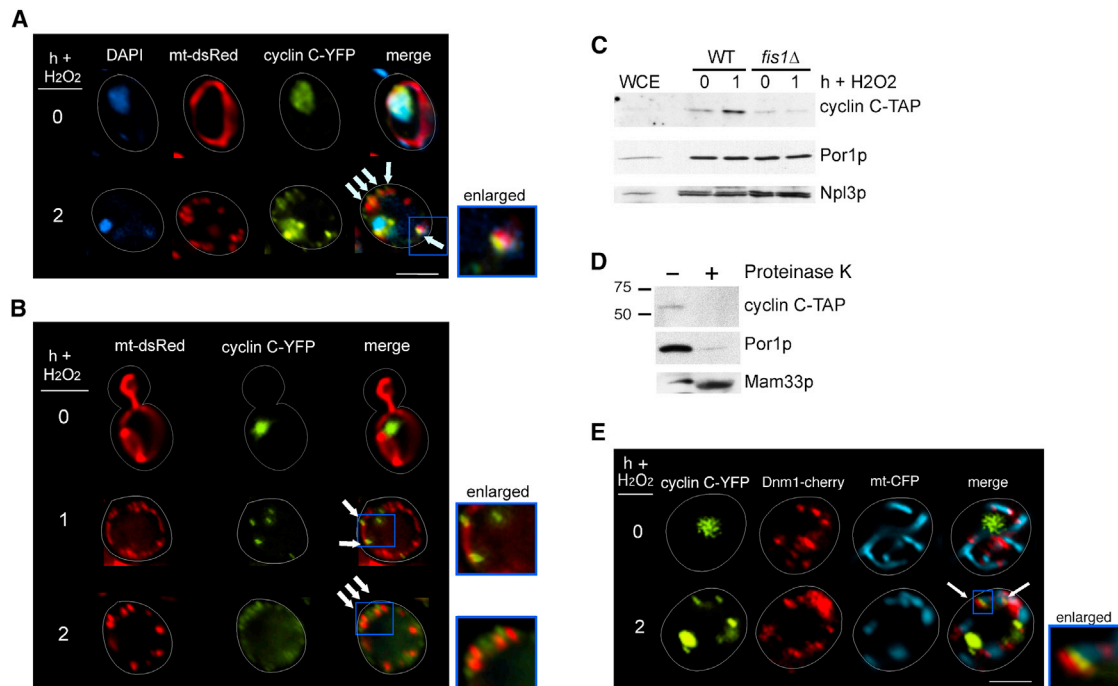 A
h +
H2O2
DAPI
mt-dsRed
cyclin C-YFP
merge
0
2
enlarged
B
h +
H2O2
mt-dsRed
cyclin C-YFP
merge
0
1
enlarged
2
C
WT
fis1Δ
WCE
0 1 0 1
h + H2O2
cyclin C-TAP
Por1p
Npl3p
D
− + Proteinase K
75
50
cyclin C-TAP
Por1p
Mam33p
E
h +
H2O2
cyclin C-YFP
Dnm1-cherry
mt-CFP
merge
0
2
enlarged